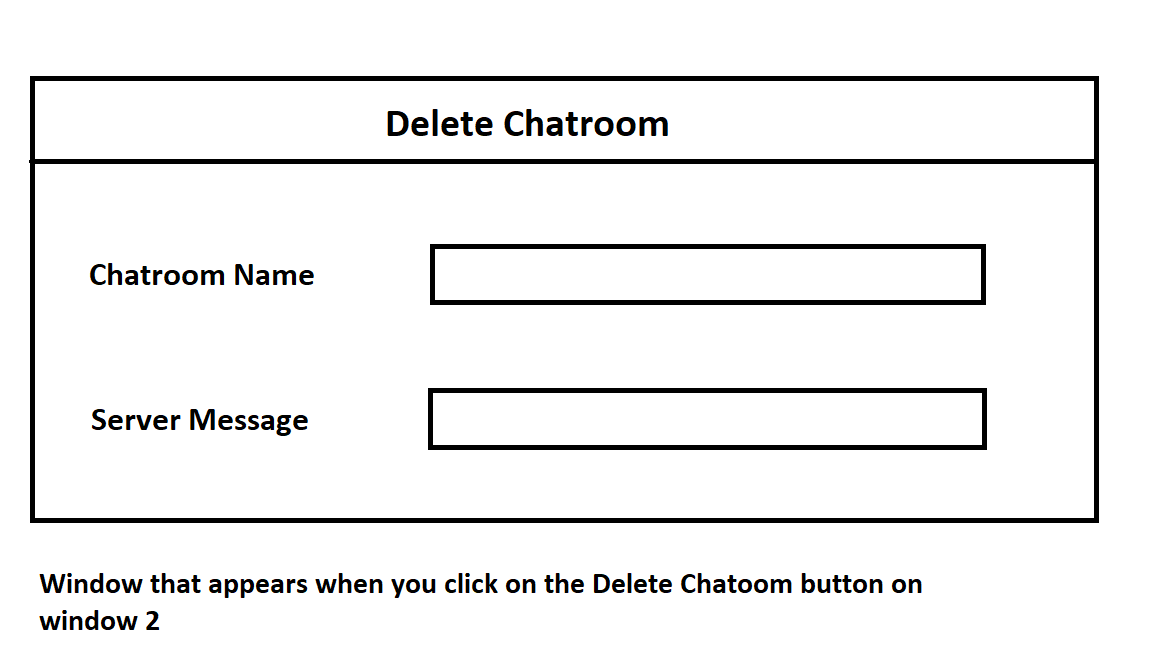 Delete Chatroom
Chatroom Name
Server Message
Window that appears when you click on the Delete Chatoom button on
window 2